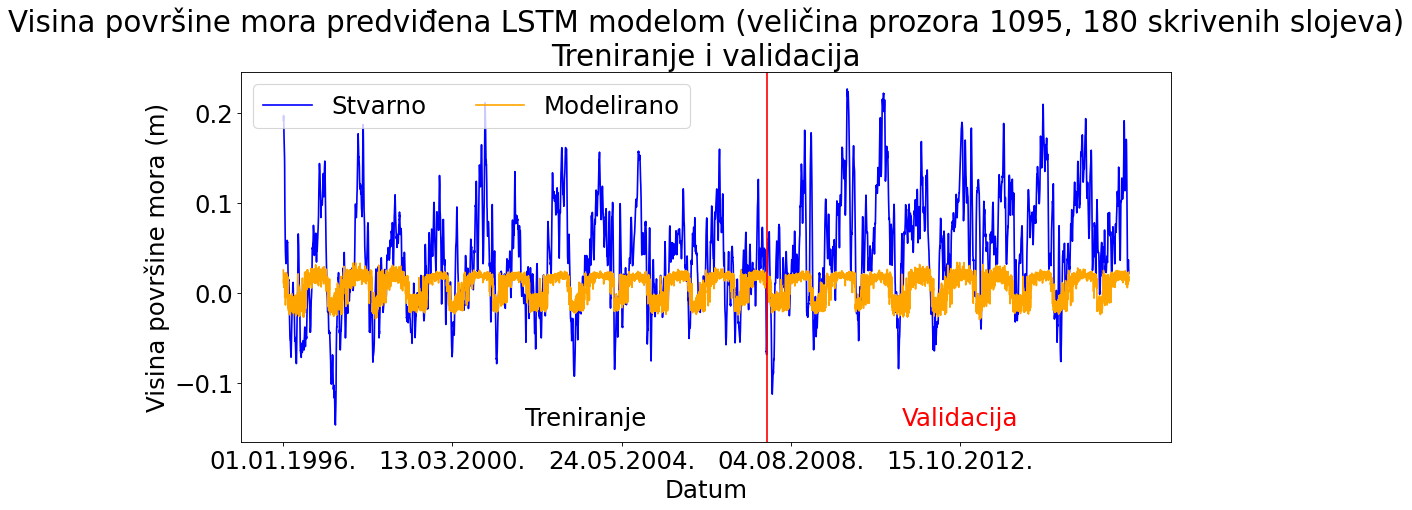 Visina površine mora predviđena LSTM modelom (veličina prozora 1095, 180 skrivenih slojeva)
Treniranje i validacija
Stvarno
Modelirano
Visina površine mora (m)
0.2
0.1
0.0
−0.1
Treniranje
Validacija
01.01.1996.
13.03.2000.
24.05.2004.
04.08.2008.
15.10.2012.
Datum